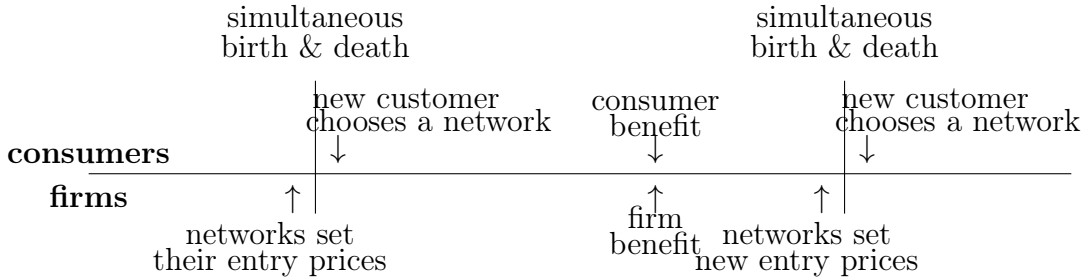 simultaneous
birth & death
simultaneous
birth & death
new customer
chooses a network
consumer
benefit
new customer
chooses a network
consumers
firms
networks set
their entry prices
firm
benefit
networks set
new entry prices